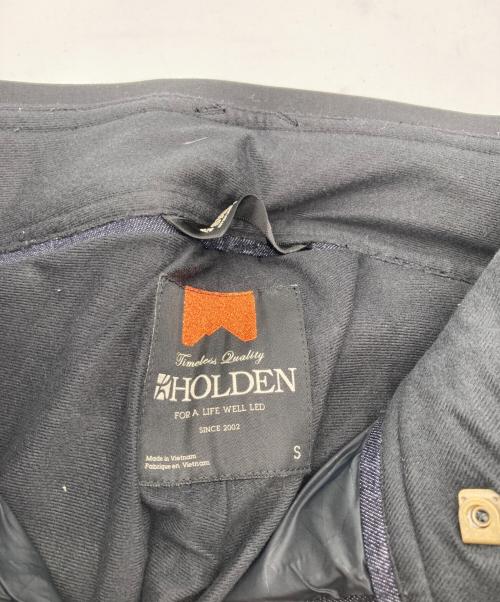 Timeless Quality
HOLDEN
FOR A LIFE WELL LED
SINCE 2002
Made in Vietnam
Fabriqué en Vietnam
S